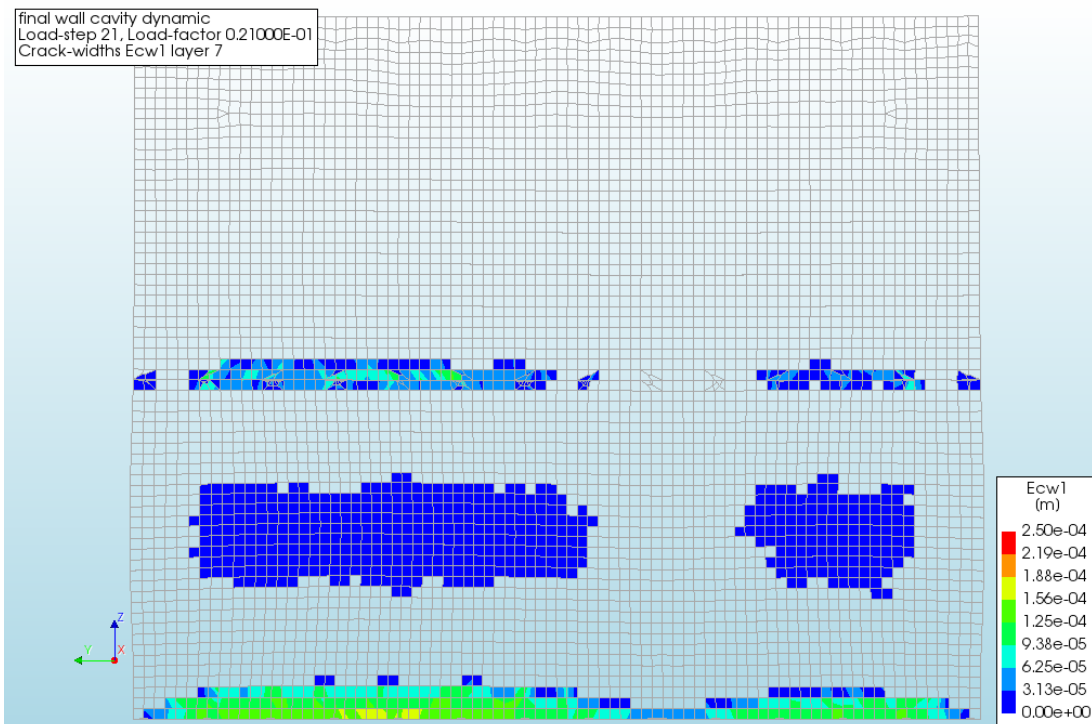 final wall cavity dynamic
Load-step 21, Load-factor 0.21000E-01
Crack-widths Ecw1 layer 7
Ecw1
(m)
2.50e-04
2.19e-04
1.88e-04
1.56e-04
1.25e-04
9.38e-05
6.25e-05
3.13e-05
0.00e+00
Z
Y
X